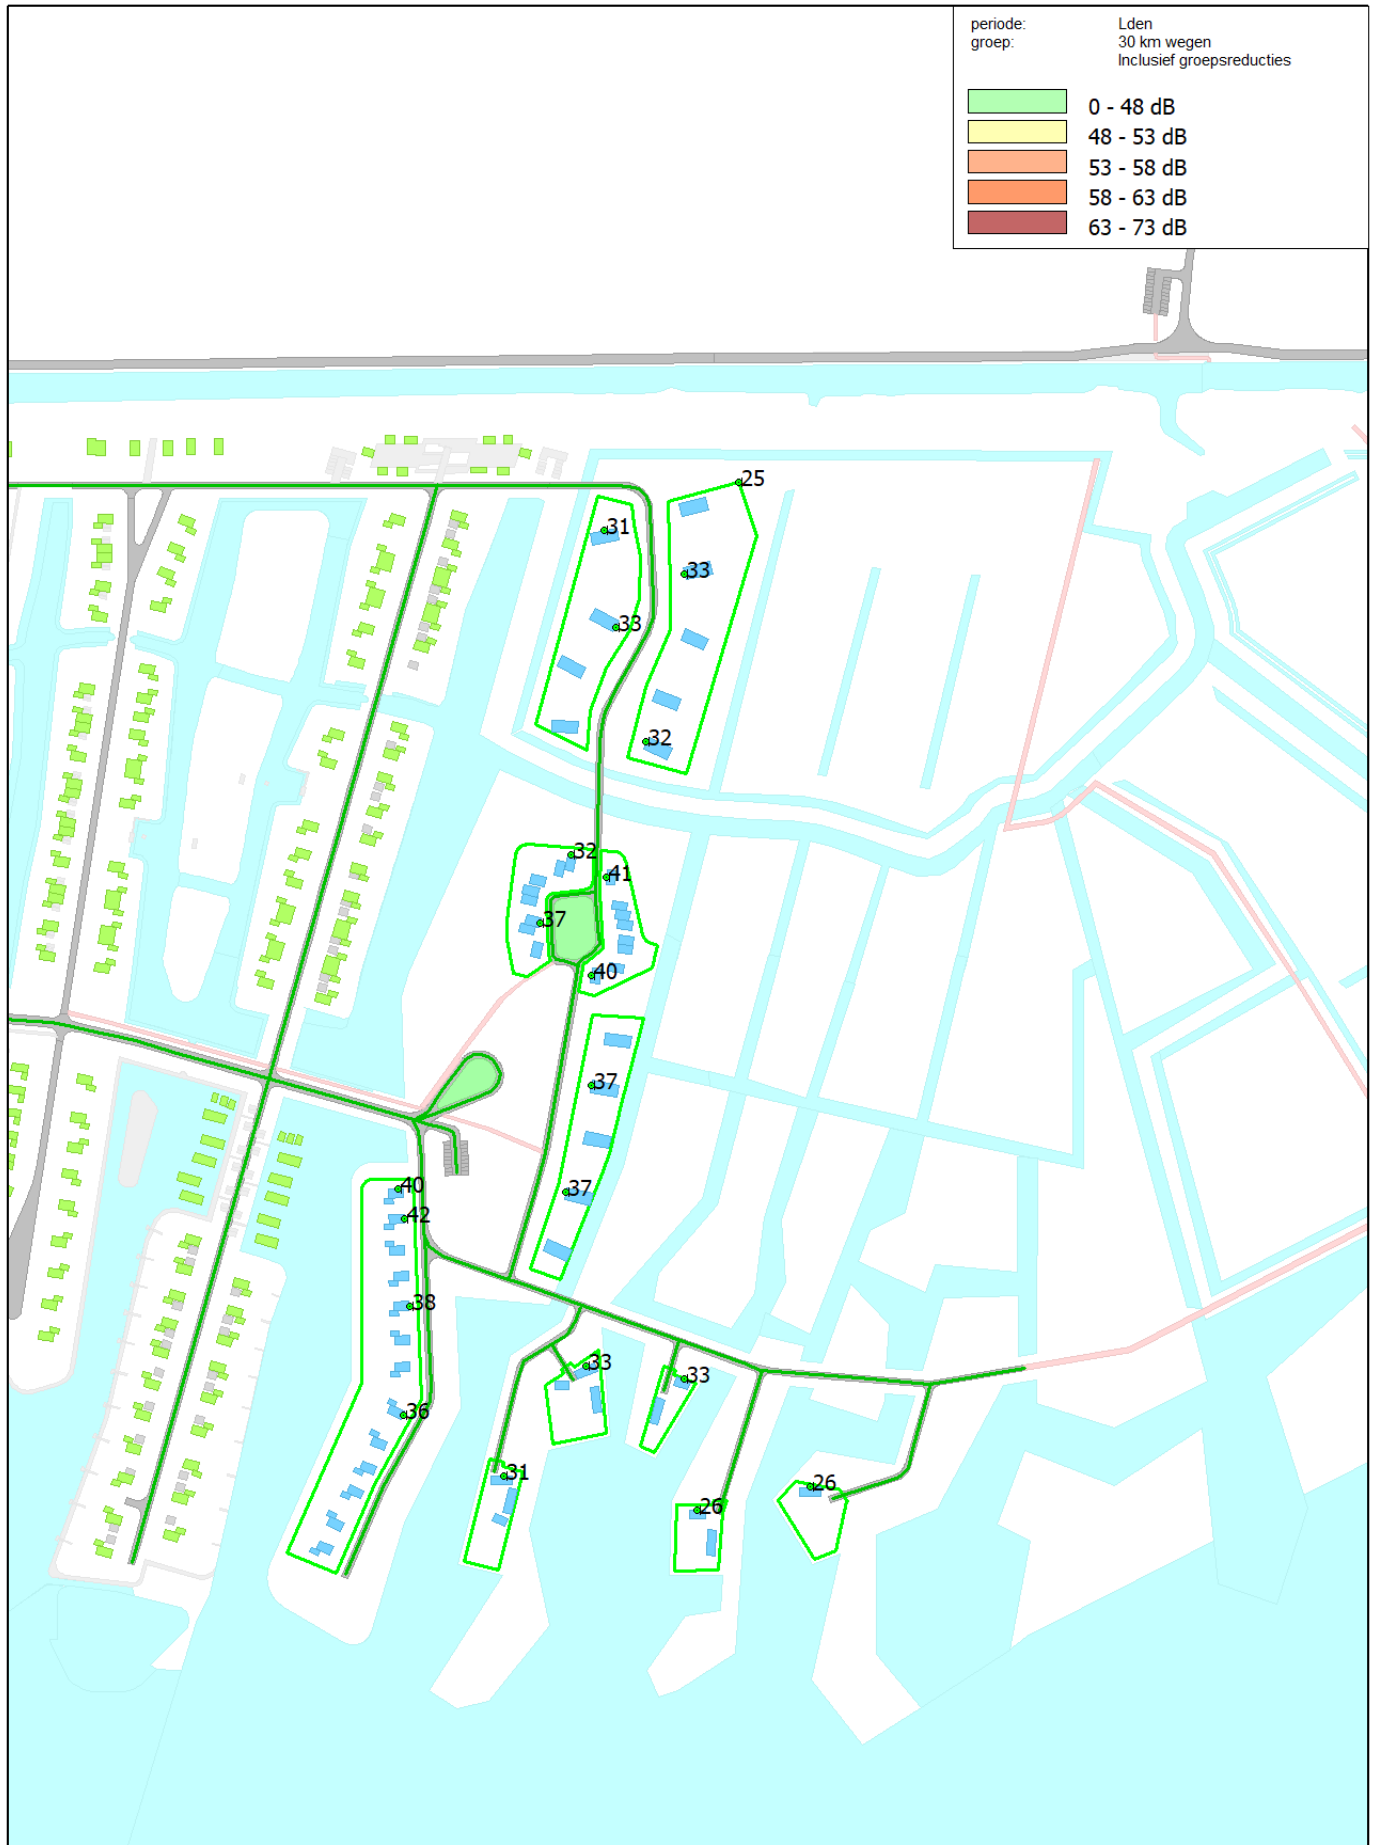 periode: Lden
groep: 30 km wegen
Inclusief groepsreducties
0 - 48 dB
48 - 53 dB
53 - 58 dB
58 - 63 dB
63 - 73 dB
25
31
33
33
32
32
41
37
40
37
37
40
42
38
33
33
36
31
26
26